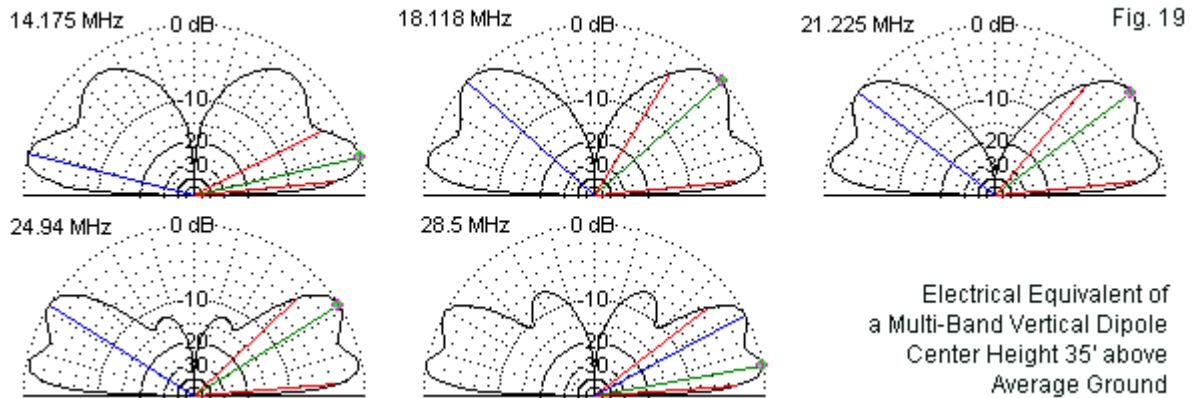 14.175 MHz
0 dB
-10
20
30
18.118 MHz
0 dB
-10
20
30
21.225 MHz
0 dB
-10
20
30
Fig. 19
24.94 MHz
0 dB
-10
20
30
28.5 MHz
0 dB
-10
20
30
Electrical Equivalent of
a Multi-Band Vertical Dipole
Center Height 35' above
Average Ground